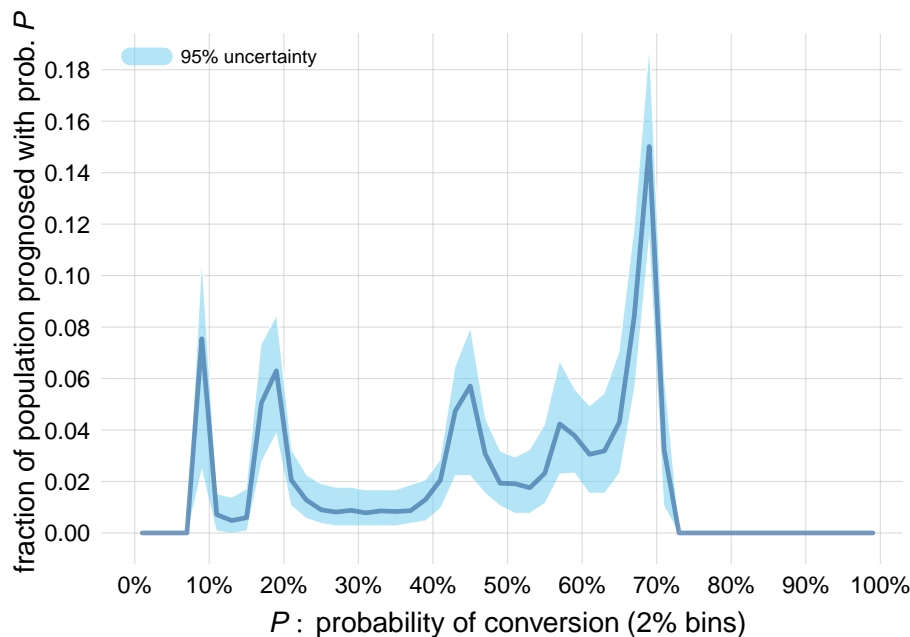 fraction of population prognosed with prob. P
95% uncertainty
0.18
0.16
0.14
0.12
0.10
0.08
0.06
0.04
0.02
0.00
0% 10% 20% 30% 40% 50% 60% 70% 80% 90% 100%
P : probability of conversion (2% bins)